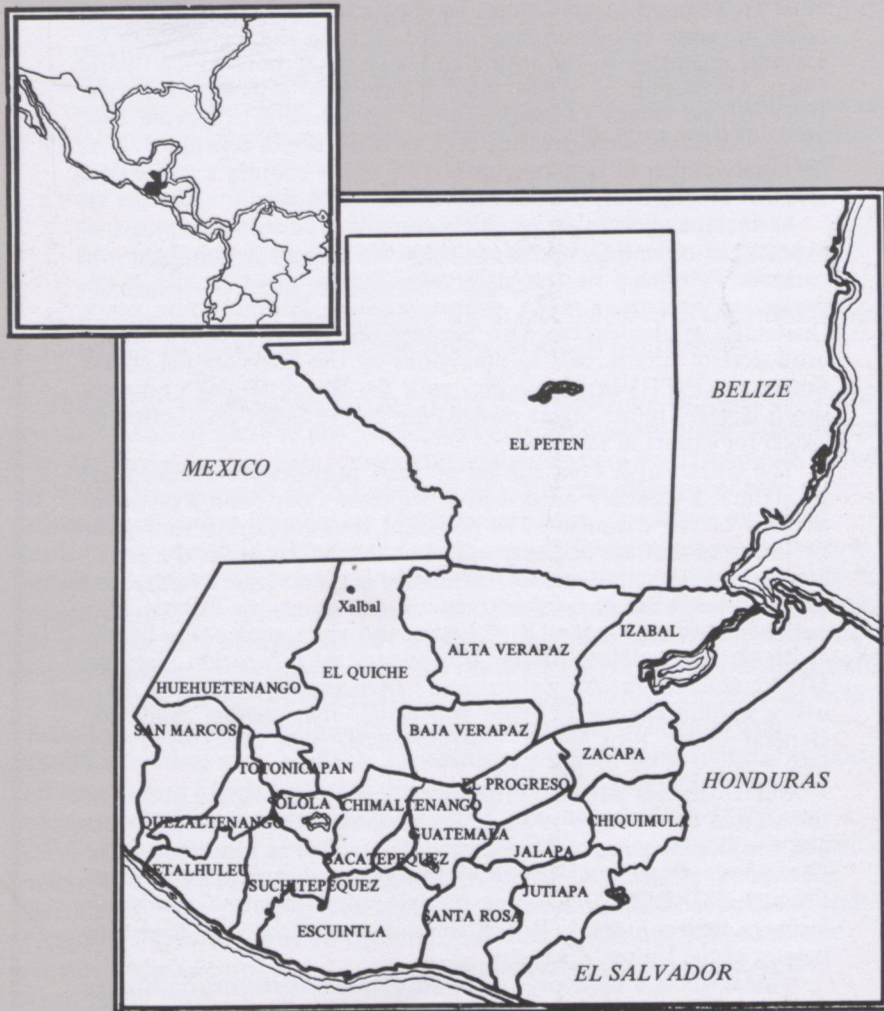 BELIZE
EL PETEN
MEXICO
Xalbal
IZABAL
ALTA VERAPAZ
EL QUICHE
HUEHUETENANGO
SAN MARCOS
BAJA VERAPAZ
ZACAPA
TOTONICAPAN
EL PROGRESO
HONDURAS
SOLOLA
CHIMALTENANGO
QUEZALTENANGO
GUATEMALA
CHIQUIMULA
JALAPA
SACATEPEQUEZ
RETALHULEU
SUCHITEPEQUEZ
JUTIAPA
SANTA ROSA
ESCUINTLA
EL SALVADOR